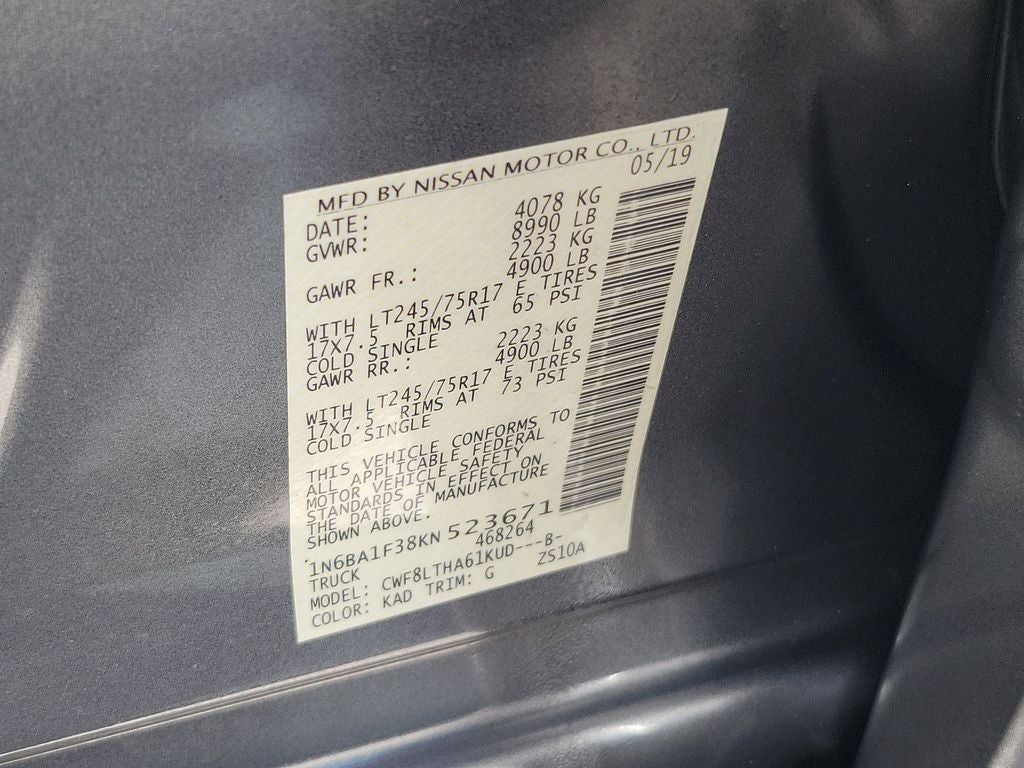 MFD BY NISSAN MOTOR CO., LTD.
DATE: 05/19
GVWR: 4078 KG
8990 LB
GAWR FR.: 2223 KG
4900 LB
WITH LT245/75R17 E TIRES
17X7.5 RIMS AT 65 PSI
COLD SINGLE
GAWR RR.: 2223 KG
4900 LB
WITH LT245/75R17 E TIRES
17X7.5 RIMS AT 73 PSI
COLD SINGLE
THIS VEHICLE CONFORMS TO
ALL APPLICABLE FEDERAL
MOTOR VEHICLE SAFETY
STANDARDS IN EFFECT ON
THE DATE OF MANUFACTURE
SHOWN ABOVE.
1N6BA1F38KN523671
TRUCK 468264
MODEL: CWF8LTHA61KUD---B-
COLOR: KAD TRIM: G ZS10A